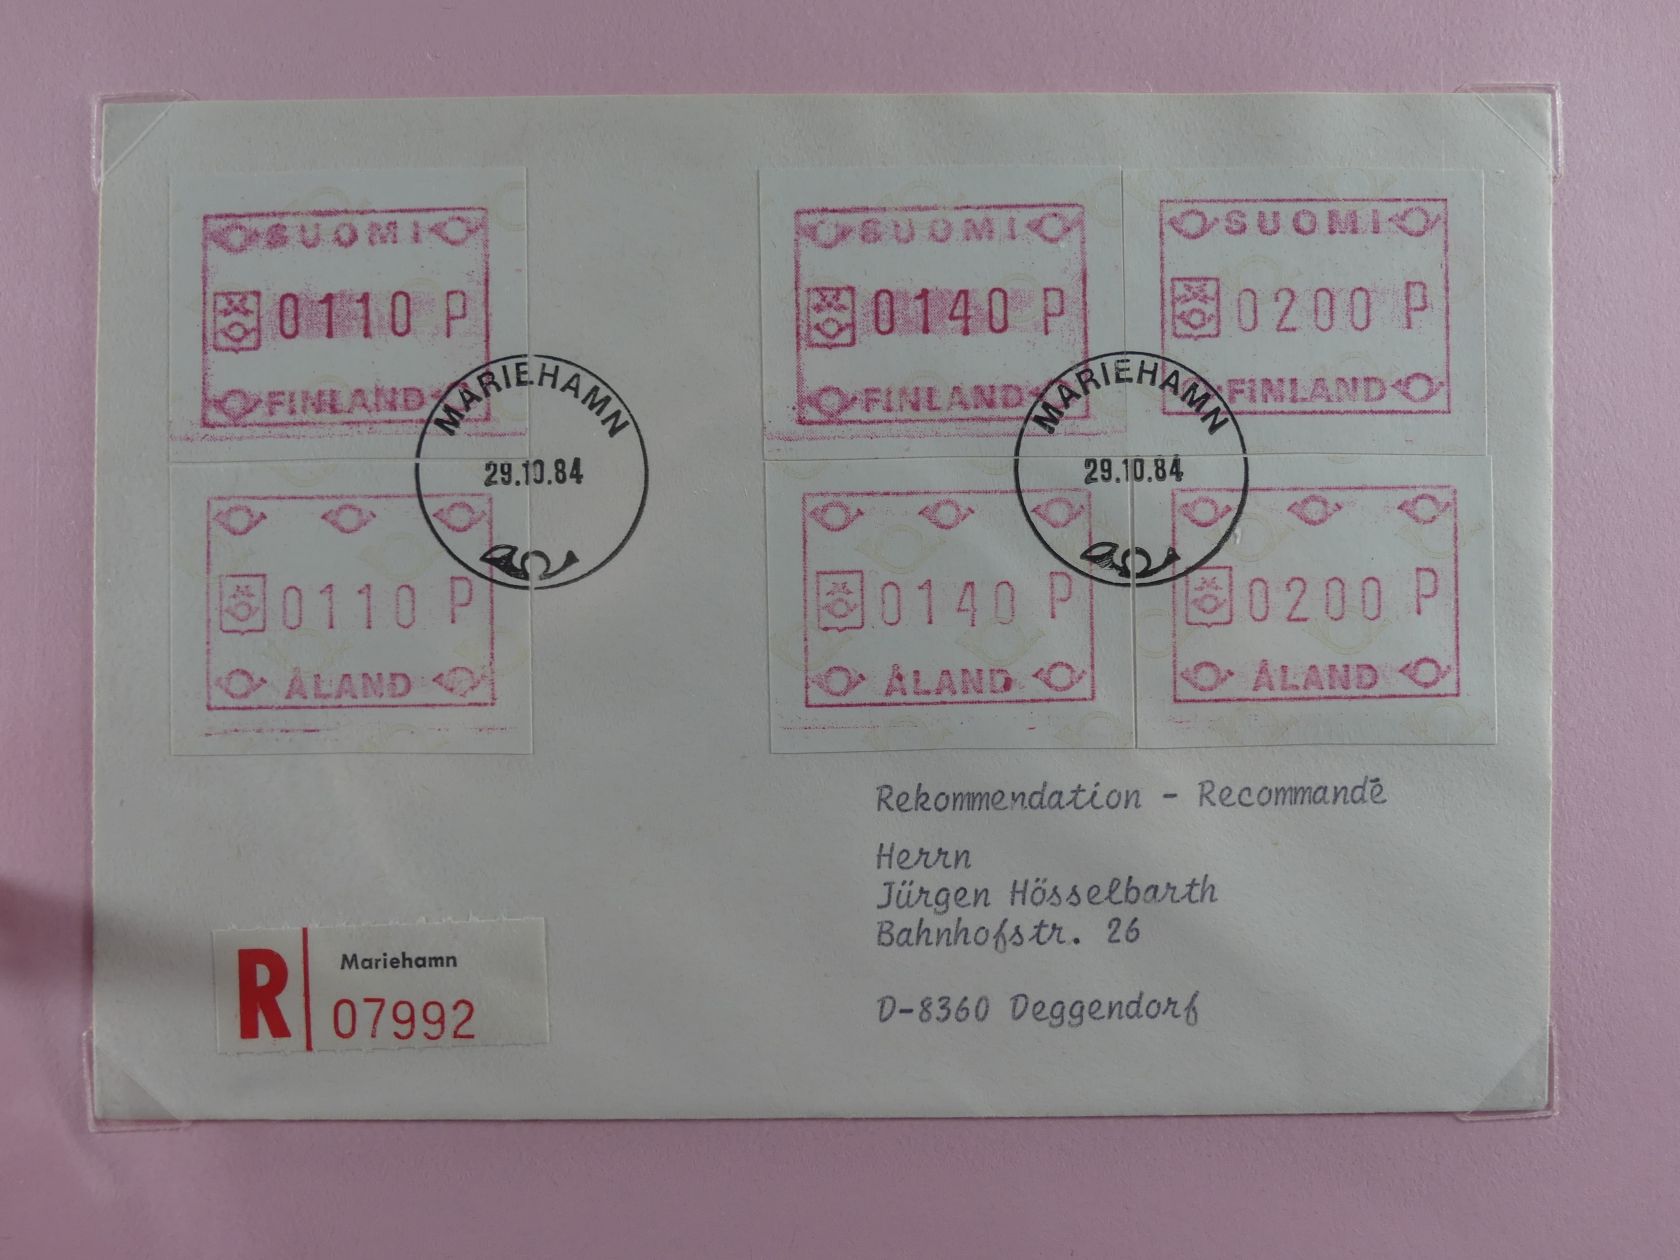 SUOMI
0110 P
FINLAND
SUOMI
0140 P
FINLAND
SUOMI
0200 P
FINLAND
MARIEHAMN
29.10.84
MARIEHAMN
29.10.84
0110 P
ÅLAND
0140 P
ÅLAND
0200 P
ÅLAND
Rekommendation - Recommandé
Herrn
Jürgen Hösselbarth
Bahnhofstr. 26
D-8360 Deggendorf
R
Mariehamn
07992